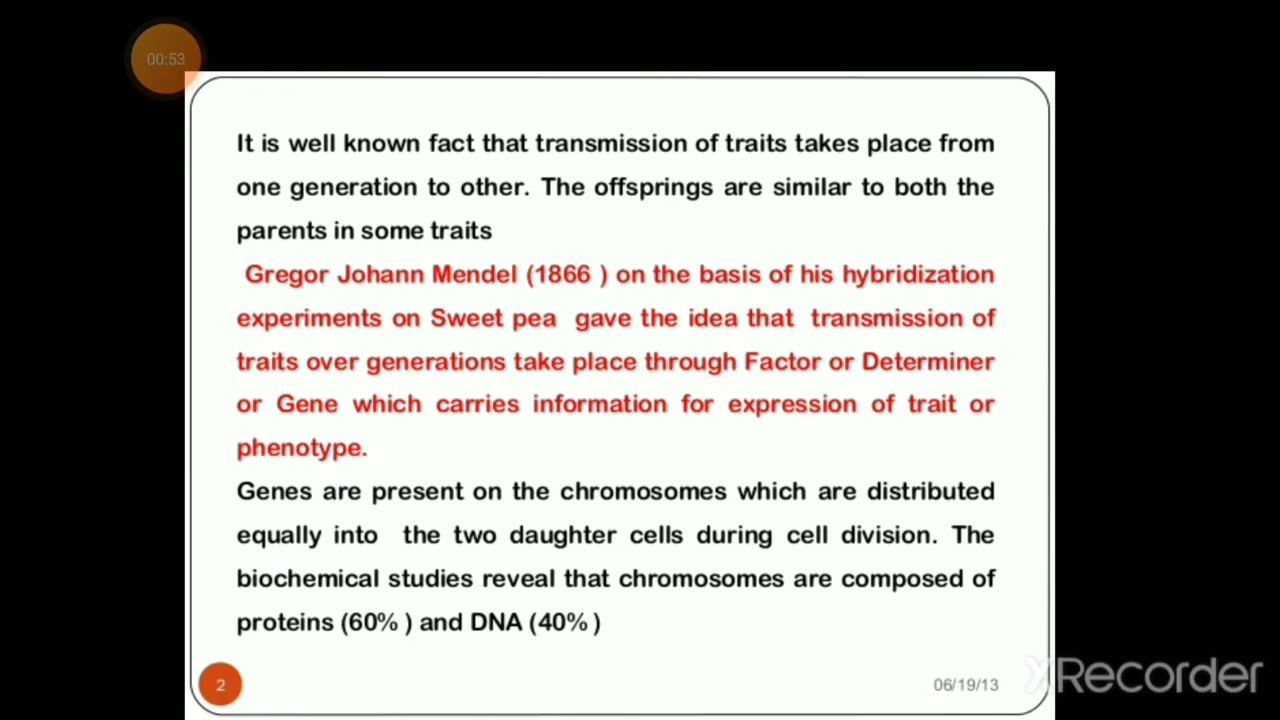 00:53
It is well known fact that transmission of traits takes place from
one generation to other. The offsprings are similar to both the
parents in some traits
Gregor Johann Mendel (1866 ) on the basis of his hybridization
experiments on Sweet pea gave the idea that transmission of
traits over generations take place through Factor or Determiner
or Gene which carries information for expression of trait or
phenotype.
Genes are present on the chromosomes which are distributed
equally into the two daughter cells during cell division. The
biochemical studies reveal that chromosomes are composed of
proteins (60% ) and DNA (40% )
2
06/19/13
XRecorder